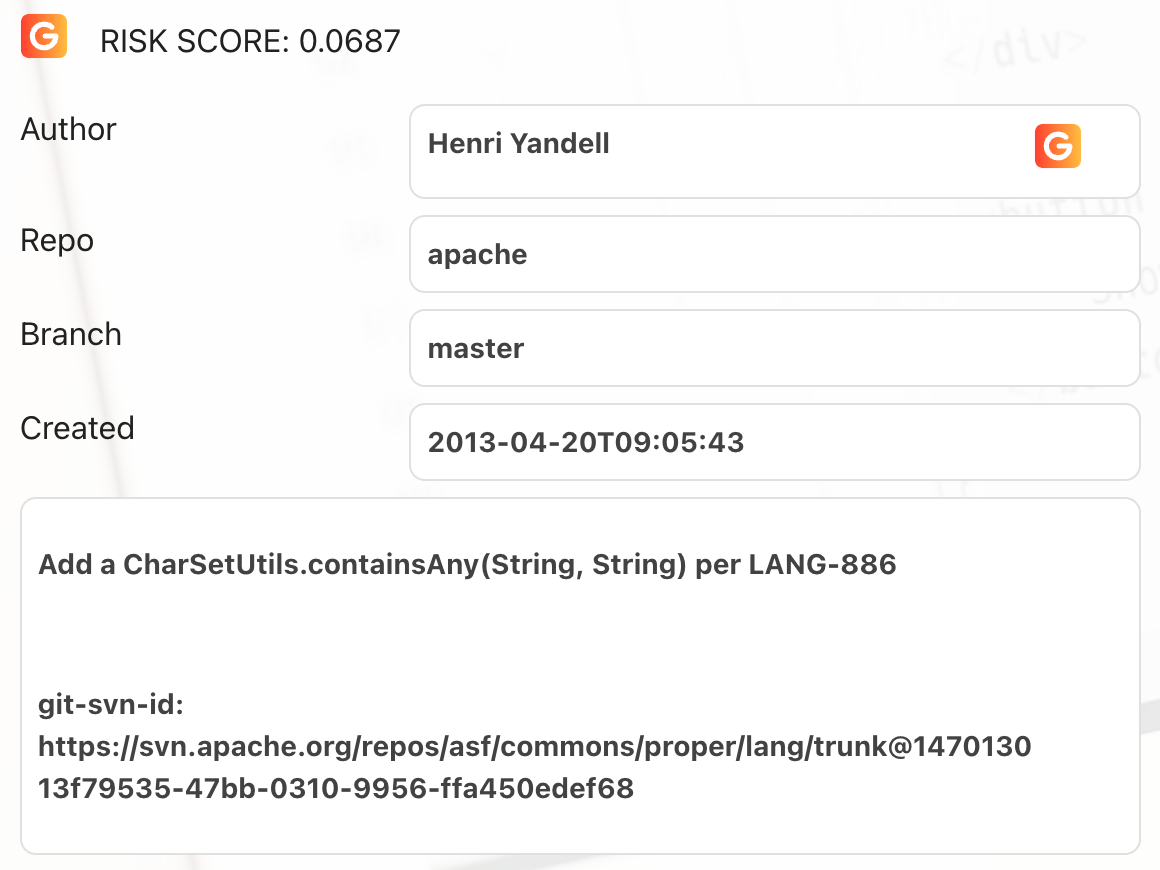 G RISK SCORE: 0.0687
Author
Henri Yandell G
Repo
apache
Branch
master
Created
2013-04-20T09:05:43
Add a CharSetUtils.containsAny(String, String) per LANG-886
git-svn-id:
https://svn.apache.org/repos/asf/commons/proper/lang/trunk@1470130
13f79535-47bb-0310-9956-ffa450edef68
</div>
button